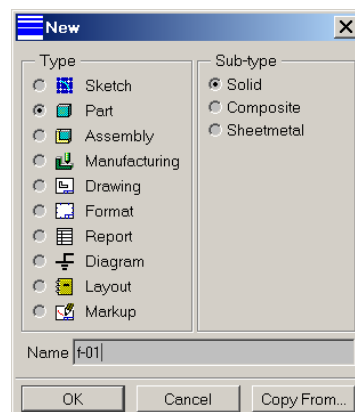 New
Type
Sketch
Part
Assembly
Manufacturing
Drawing
Format
Report
Diagram
Layout
Markup
Sub-type
Solid
Composite
Sheetmetal
Name f-01
OK Cancel Copy From...